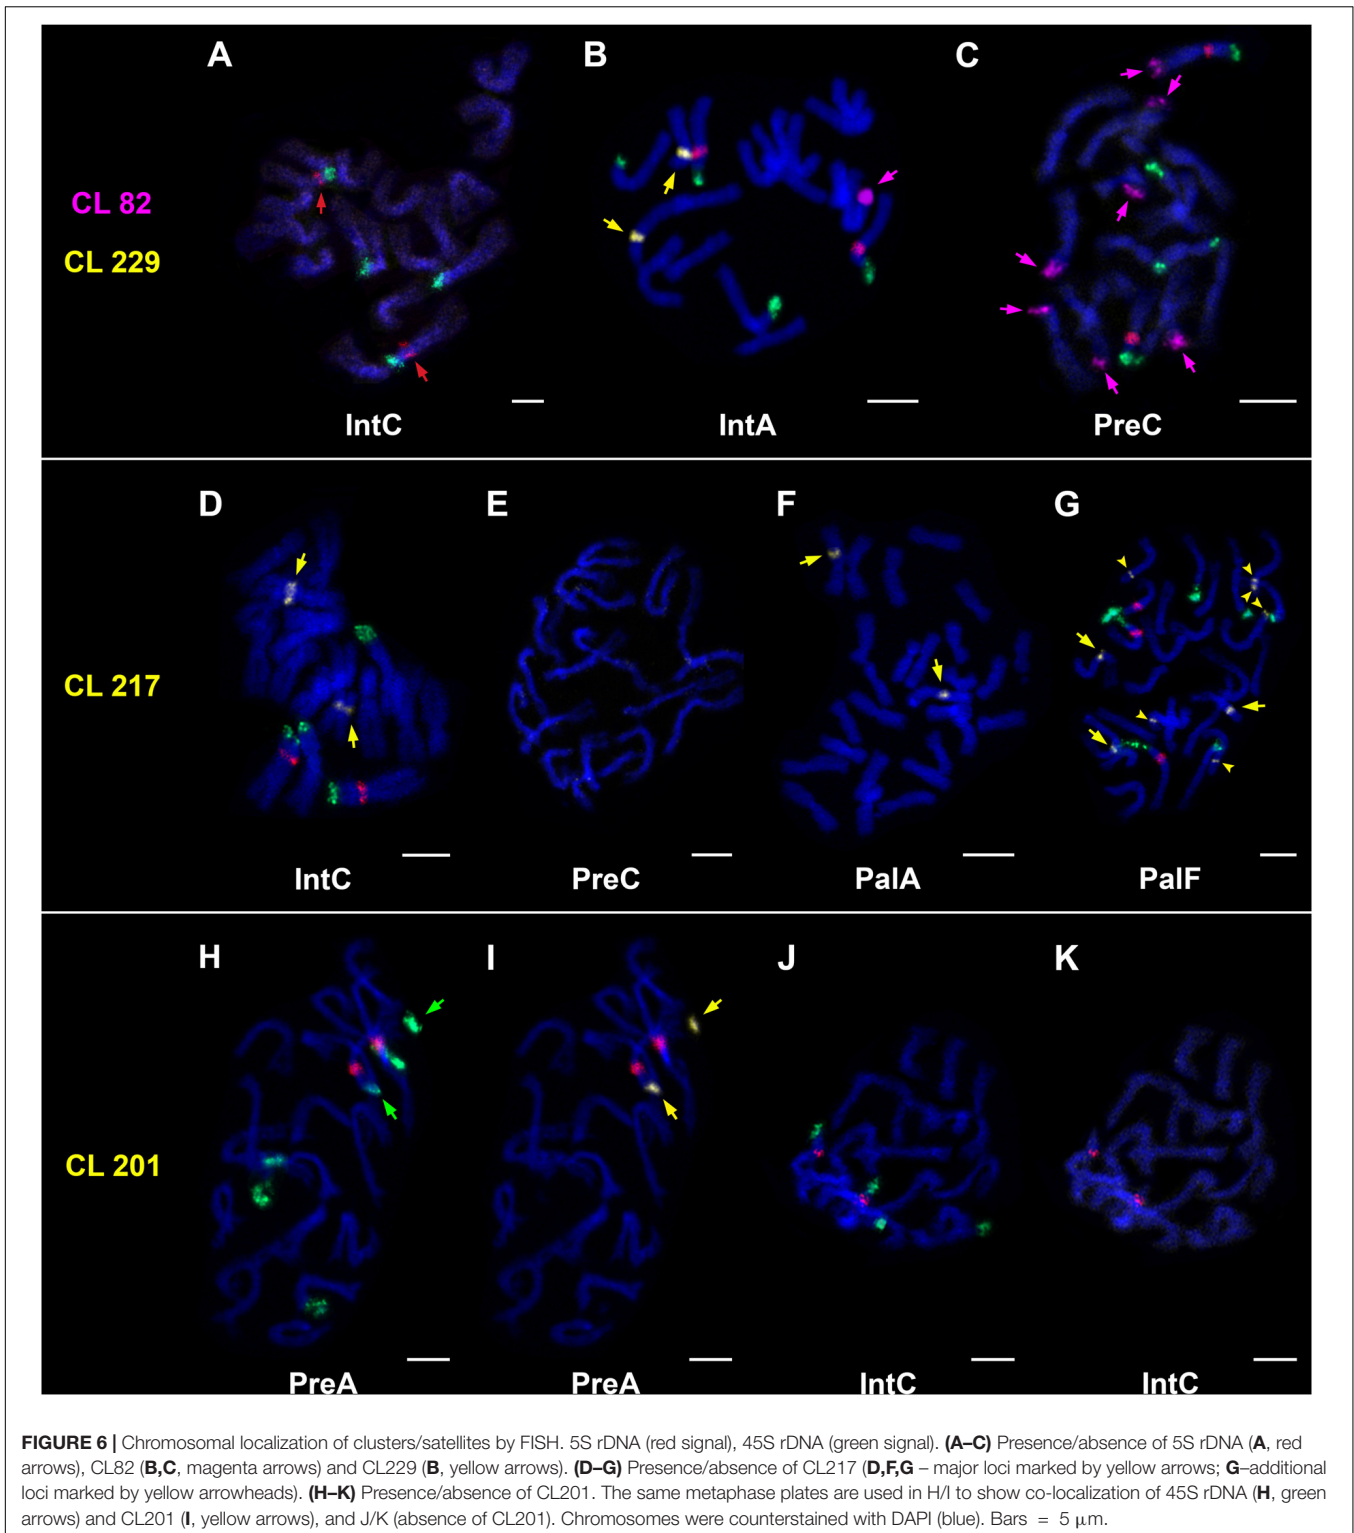 A
B
C
CL 82
CL 229
IntC
IntA
PreC
D
E
F
G
CL 217
IntC
PreC
PalA
PalF
H
I
J
K
CL 201
PreA
PreA
IntC
IntC
FIGURE 6 | Chromosomal localization of clusters/satellites by FISH. 5S rDNA (red signal), 45S rDNA (green signal). (A–C) Presence/absence of 5S rDNA (A, red
arrows), CL82 (B,C, magenta arrows) and CL229 (B, yellow arrows). (D–G) Presence/absence of CL217 (D,F,G – major loci marked by yellow arrows; G–additional
loci marked by yellow arrowheads). (H–K) Presence/absence of CL201. The same metaphase plates are used in H/I to show co-localization of 45S rDNA (H, green
arrows) and CL201 (I, yellow arrows), and J/K (absence of CL201). Chromosomes were counterstained with DAPI (blue). Bars = 5 μm.